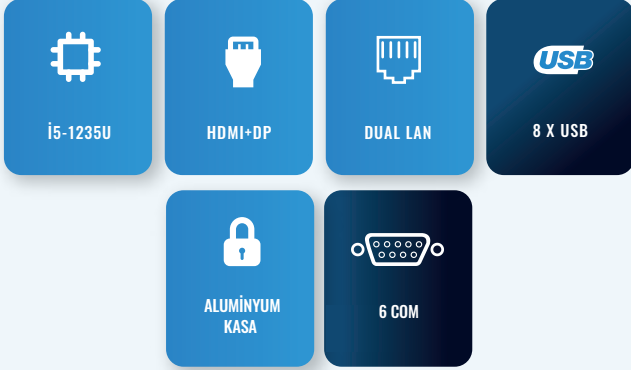 İ5-1235U
HDMI+DP
DUAL LAN
USB
8 X USB
ALUMİNYUM
KASA
6 COM